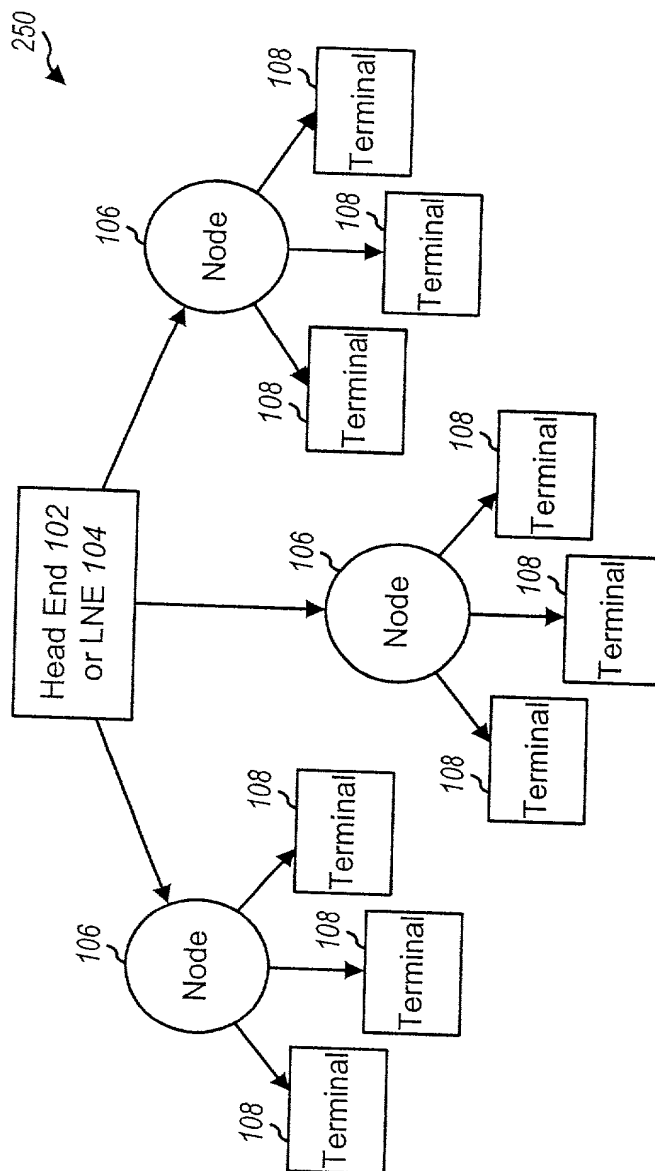 250
Head End 102
or LNE 104
106
Node
108
Terminal
108
Terminal
108
Terminal
106
Node
108
Terminal
108
Terminal
108
Terminal
106
Node
108
Terminal
108
Terminal
108
Terminal